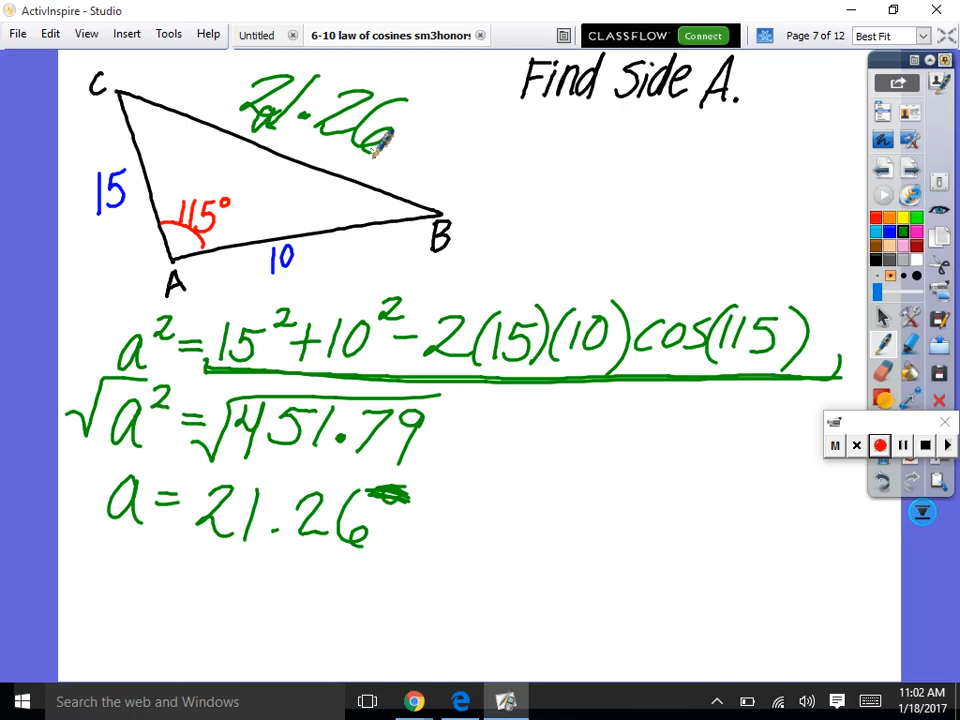 ActivInspire - Studio
File Edit View Insert Tools Help
Untitled
6-10 law of cosines sm3honors
CLASSFLOW Connect
Page 7 of 12
Best Fit
Find Side A.
C
21.26
15
115°
B
10
A
a² = 15² + 10² - 2(15)(10)cos(115)
√a² = √451.79
a = 21.26
M
Search the web and Windows
11:02 AM
1/18/2017